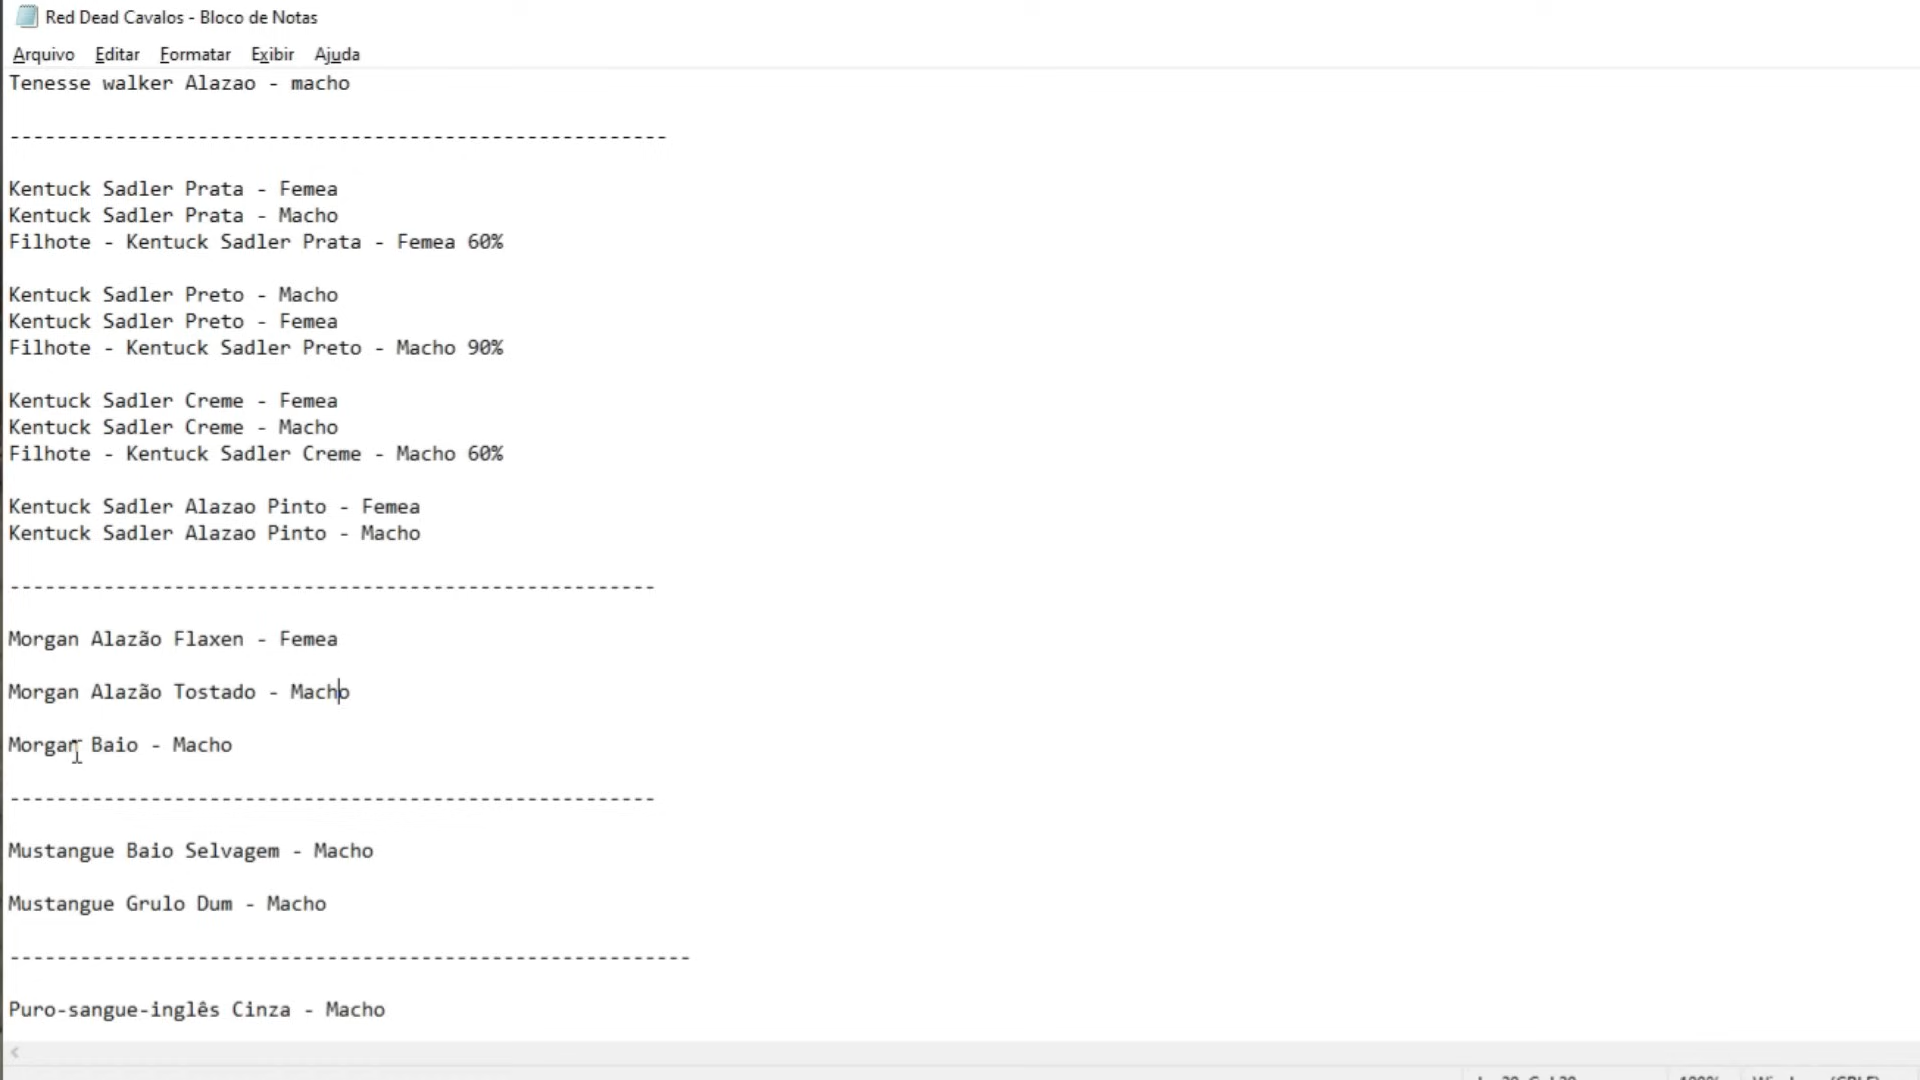 Red Dead Cavalos - Bloco de Notas
Arquivo Editar Formatar Exibir Ajuda
Tenesse walker Alazao - macho
--------------------------------------------------------
Kentuck Sadler Prata - Femea
Kentuck Sadler Prata - Macho
Filhote - Kentuck Sadler Prata - Femea 60%
Kentuck Sadler Preto - Macho
Kentuck Sadler Preto - Femea
Filhote - Kentuck Sadler Preto - Macho 90%
Kentuck Sadler Creme - Femea
Kentuck Sadler Creme - Macho
Filhote - Kentuck Sadler Creme - Macho 60%
Kentuck Sadler Alazao Pinto - Femea
Kentuck Sadler Alazao Pinto - Macho
-------------------------------------------------------
Morgan Alazão Flaxen - Femea
Morgan Alazão Tostado - Macho
Morgan Baio - Macho
-------------------------------------------------------
Mustangue Baio Selvagem - Macho
Mustangue Grulo Dum - Macho
----------------------------------------------------------
Puro-sangue-inglês Cinza - Macho